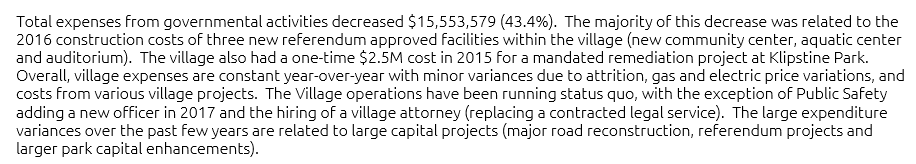 Total expenses from governmental activities decreased $15,553,579 (43.4%).  The majority of this decrease was related to the
2016 construction costs of three new referendum approved facilities within the village (new community center, aquatic center
and auditorium).  The village also had a one-time $2.5M cost in 2015 for a mandated remediation project at Klipstine Park.
Overall, village expenses are constant year-over-year with minor variances due to attrition, gas and electric price variations, and
costs from various village projects.  The Village operations have been running status quo, with the exception of Public Safety
adding a new officer in 2017 and the hiring of a village attorney (replacing a contracted legal service).  The large expenditure
variances over the past few years are related to large capital projects (major road reconstruction, referendum projects and
larger park capital enhancements).